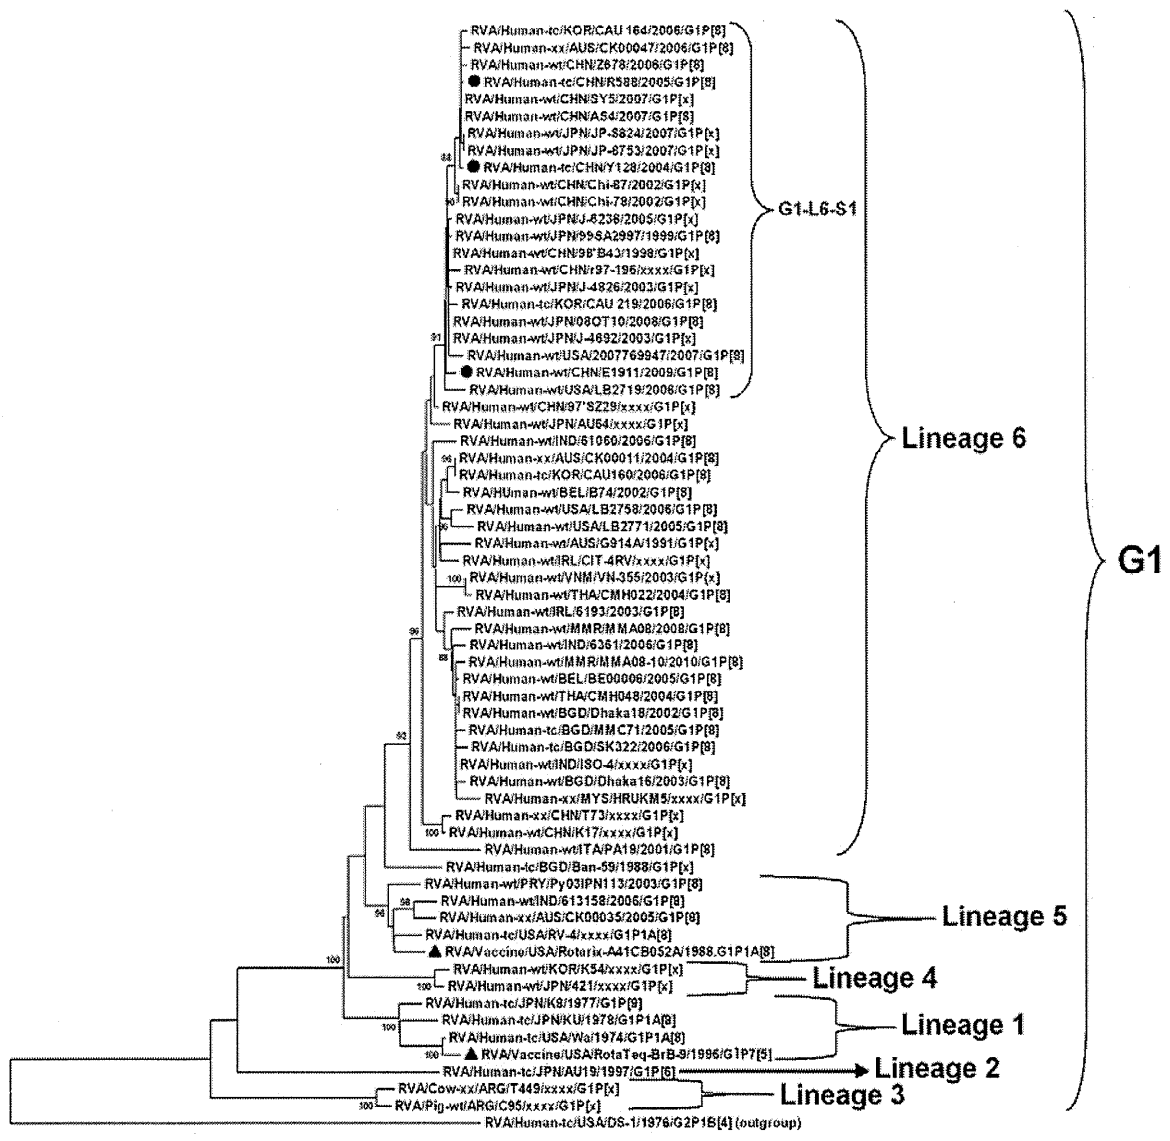 RVA/Human-tc/KOR/CAU 164/2006/G1P[8]
RVA/Human-xx/AUS/CK00047/2006/G1P[8]
RVA/Human-wt/CHN/Z678/2006/G1P[8]
RVA/Human-tc/CHN/R588/2005/G1P[8]
RVA/Human-wt/CHN/SY5/2007/G1P[x]
RVA/Human-wt/CHN/A54/2007/G1P[8]
RVA/Human-wt/JPN/JP-8824/2007/G1P[x]
RVA/Human-wt/JPN/JP-8753/2007/G1P[x]
88
RVA/Human-tc/CHN/Y128/2004/G1P[8]
RVA/Human-wt/CHN/Chi-87/2002/G1P[x]
90
RVA/Human-wt/CHN/Chi-78/2002/G1P[x]
G1-L6-S1
RVA/Human-wt/JPN/J-6236/2005/G1P[x]
RVA/Human-wt/JPN/99-SA2997/1999/G1P[8]
RVA/Human-wt/CHN/98'B43/1998/G1P[x]
RVA/Human-wt/CHN/r97-196/xxxx/G1P[x]
RVA/Human-wt/JPN/J-4826/2003/G1P[x]
RVA/Human-tc/KOR/CAU 219/2006/G1P[8]
RVA/Human-wt/JPN/08OT10/2008/G1P[8]
91
RVA/Human-wt/JPN/J-4692/2003/G1P[x]
RVA/Human-wt/USA/2007769947/2007/G1P[8]
RVA/Human-wt/CHN/E1911/2009/G1P[8]
RVA/Human-wt/USA/LB2719/2006/G1P[8]
RVA/Human-wt/CHN/97'SZ29/xxxx/G1P[x]
RVA/Human-wt/JPN/AU64/xxxx/G1P[x]
Lineage 6
RVA/Human-wt/IND/61060/2006/G1P[8]
96
RVA/Human-xx/AUS/CK00011/2004/G1P[8]
RVA/Human-tc/KOR/CAU160/2006/G1P[8]
RVA/HUman-wt/BEL/B74/2002/G1P[8]
RVA/Human-wt/USA/LB2758/2006/G1P[8]
96
RVA/Human-wt/USA/LB2771/2005/G1P[8]
RVA/Human-wt/AUS/G914A/1991/G1P[x]
RVA/Human-wt/IRL/CIT-4RV/xxxx/G1P[x]
G1
100
RVA/Human-wt/VNM/VN-355/2003/G1P{x]
RVA/Human-wt/THA/CMH022/2004/G1P[8]
RVA/Human-wt/IRL/6193/2003/G1P[8]
96
RVA/Human-wt/MMR/MMA08/2008/G1P[8]
RVA/Human-wt/IND/6361/2006/G1P[8]
88
RVA/Human-wt/MMR/MMA08-10/2010/G1P[8]
RVA/Human-wt/BEL/BE00006/2005/G1P[8]
RVA/Human-wt/THA/CMH048/2004/G1P[8]
RVA/Human-wt/BGD/Dhaka18/2002/G1P[8]
RVA/Human-tc/BGD/MMC71/2005/G1P[8]
92
RVA/Human-tc/BGD/SK322/2006/G1P[8]
RVA/Human-wt/IND/ISO-4/xxxx/G1P[x]
RVA/Human-wt/BGD/Dhaka16/2003/G1P[8]
RVA/Human-xx/MYS/HRUKM5/xxxx/G1P[x]
RVA/Human-xx/CHN/T73/xxxx/G1P[x]
100
RVA/Human-wt/CHN/K17/xxxx/G1P[x]
RVA/Human-wt/ITA/PA19/2001/G1P[8]
RVA/Human-tc/BGD/Ban-59/1988/G1P[x]
RVA/Human-wt/PRY/Py03IPN113/2003/G1P[8]
98
RVA/Human-wt/IND/613158/2006/G1P[8]
96
RVA/Human-xx/AUS/CK00035/2005/G1P[8]
Lineage 5
RVA/Human-tc/USA/RV-4/xxxx/G1P1A[8]
RVA/Vaccine/USA/Rotarix-A41CB052A/1988.G1P1A[8]
100
RVA/Human-wt/KOR/K54/xxxx/G1P[x]
Lineage 4
100
RVA/Human-wt/JPN/421/xxxx/G1P[x]
RVA/Human-tc/JPN/K8/1977/G1P[9]
RVA/Human-tc/JPN/KU/1978/G1P1A[8]
Lineage 1
100
RVA/Human-tc/USA/Wa/1974/G1P1A[8]
100
RVA/Vaccine/USA/RotaTeq-BrB-9/1996/G1P7[5]
RVA/Human-tc/JPN/AU19/1997/G1P[6]
Lineage 2
RVA/Cow-xx/ARG/T449/xxxx/G1P[x]
Lineage 3
100
RVA/Pig-wt/ARG/C95/xxxx/G1P[x]
RVA/Human-tc/USA/DS-1/1976/G2P1B[4] (outgroup)